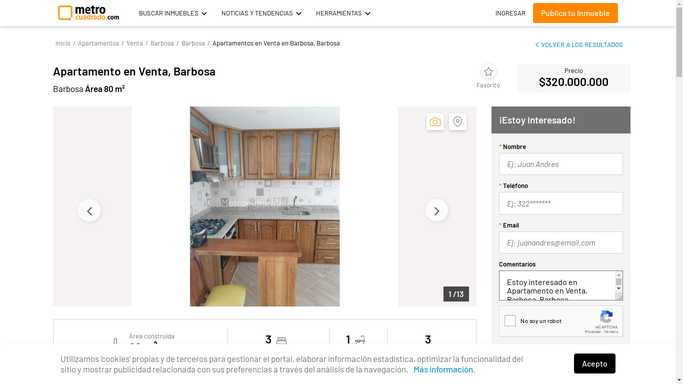 metro
cuadrado.com
BUSCAR INMUEBLES
NOTICIAS Y TENDENCIAS
HERRAMIENTAS
INGRESAR
Publica tu Inmueble
Inicio / Apartamentos / Venta / Barbosa / Barbosa / Apartamentos en Venta en Barbosa, Barbosa
VOLVER A LOS RESULTADOS
Apartamento en Venta, Barbosa
Barbosa Área 80 m²
Favorito
Precio
$320.000.000
1 /13
¡Estoy Interesado!
* Nombre
Ej: Juan Andres
* Teléfono
Ej: 322*******
* Email
Ej: juanandres@email.com
Comentarios
Estoy interesado en
Apartamento en Venta,
Barbosa, Barbosa
No soy un robot
reCAPTCHA
Privacidad - Términos
Área construida
3
1
3
Utilizamos 'cookies' propias y de terceros para gestionar el portal, elaborar información estadística, optimizar la funcionalidad del
sitio y mostrar publicidad relacionada con sus preferencias a través del análisis de la navegación. Más información.
Acepto